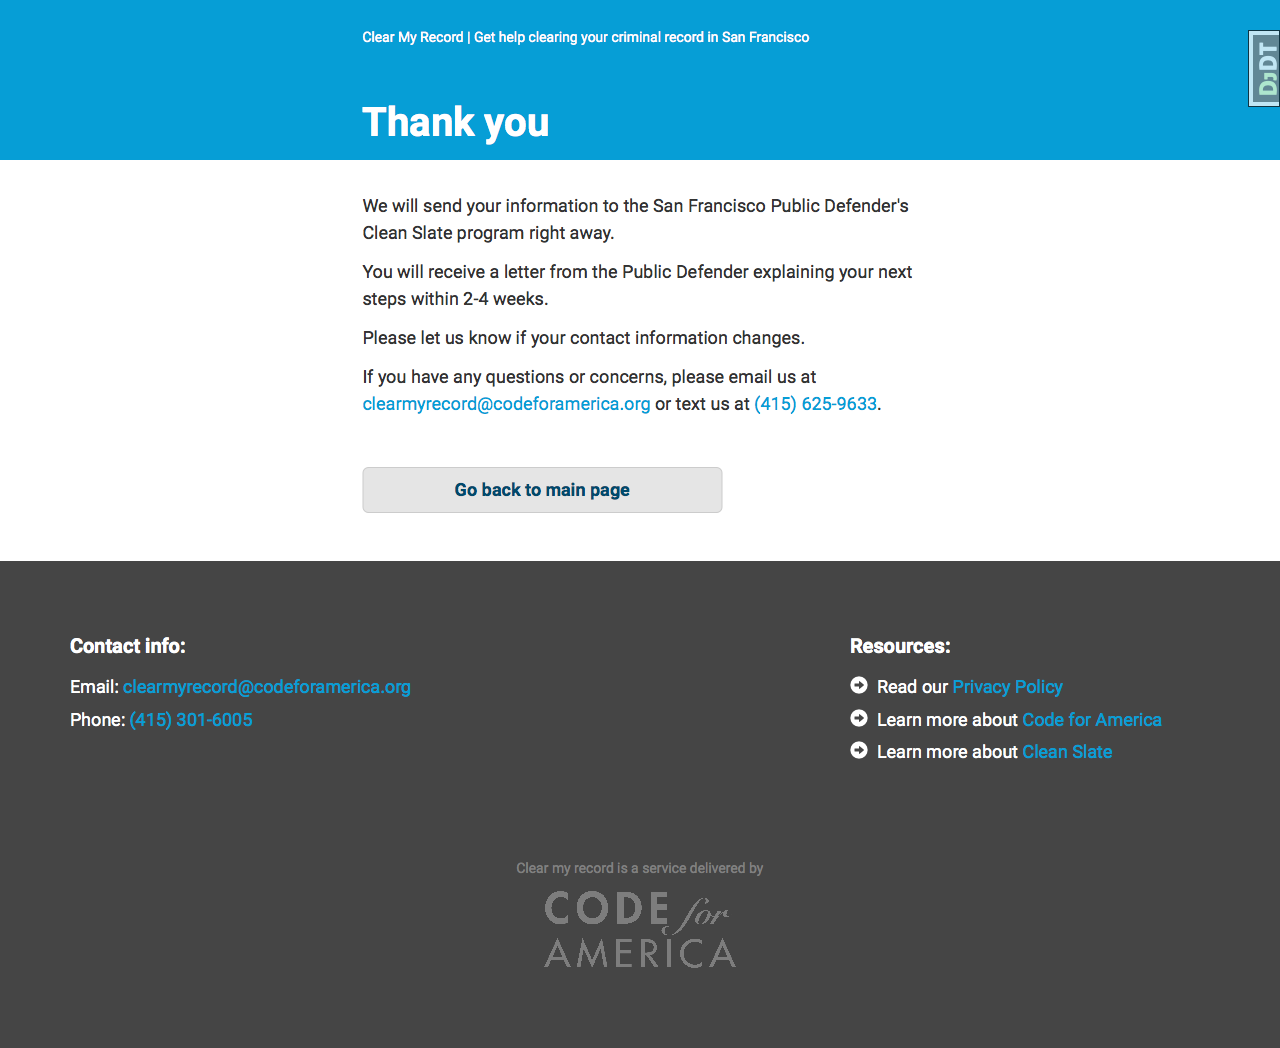 Clear My Record | Get help clearing your criminal record in San Francisco
DJDT
Thank you
We will send your information to the San Francisco Public Defender's
Clean Slate program right away.
You will receive a letter from the Public Defender explaining your next
steps within 2-4 weeks.
Please let us know if your contact information changes.
If you have any questions or concerns, please email us at
clearmyrecord@codeforamerica.org or text us at (415) 625-9633.
Go back to main page
Contact info:
Email: clearmyrecord@codeforamerica.org
Phone: (415) 301-6005
Resources:
Read our Privacy Policy
Learn more about Code for America
Learn more about Clean Slate
Clear my record is a service delivered by
CODE for
AMERICA